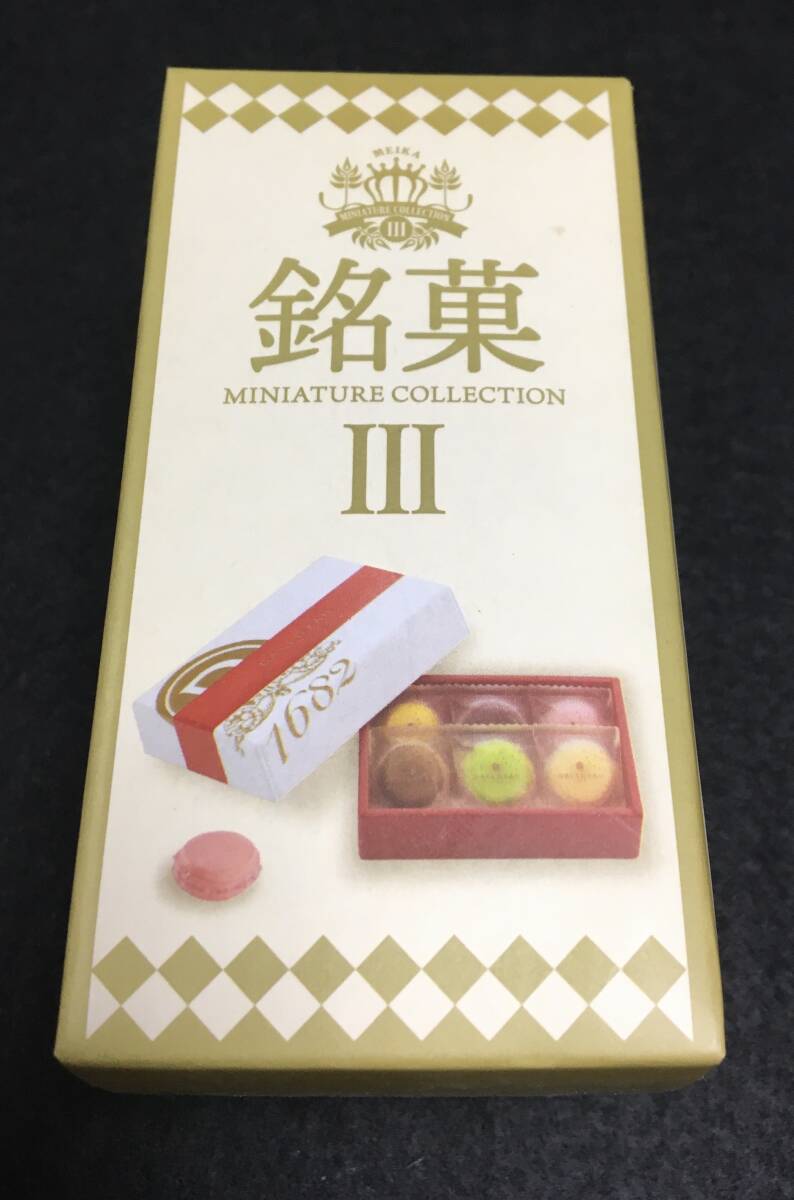 MEIKA
MINIATURE COLLECTION
III
銘菓
MINIATURE COLLECTION
III
1682